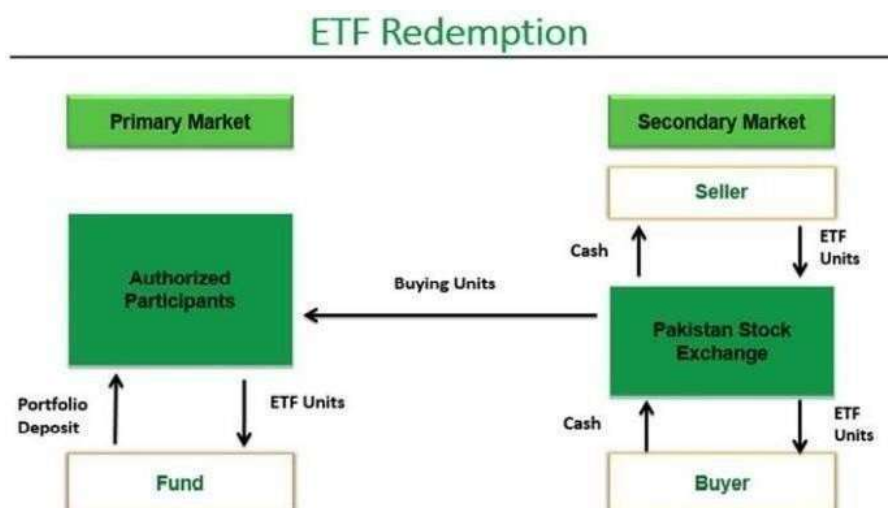 ETF Redemption
Primary Market
Secondary Market
Seller
Cash
ETF
Units
Authorized
Participants
Buying Units
Pakistan Stock
Exchange
Portfolio
Deposit
ETF Units
Cash
ETF
Units
Fund
Buyer